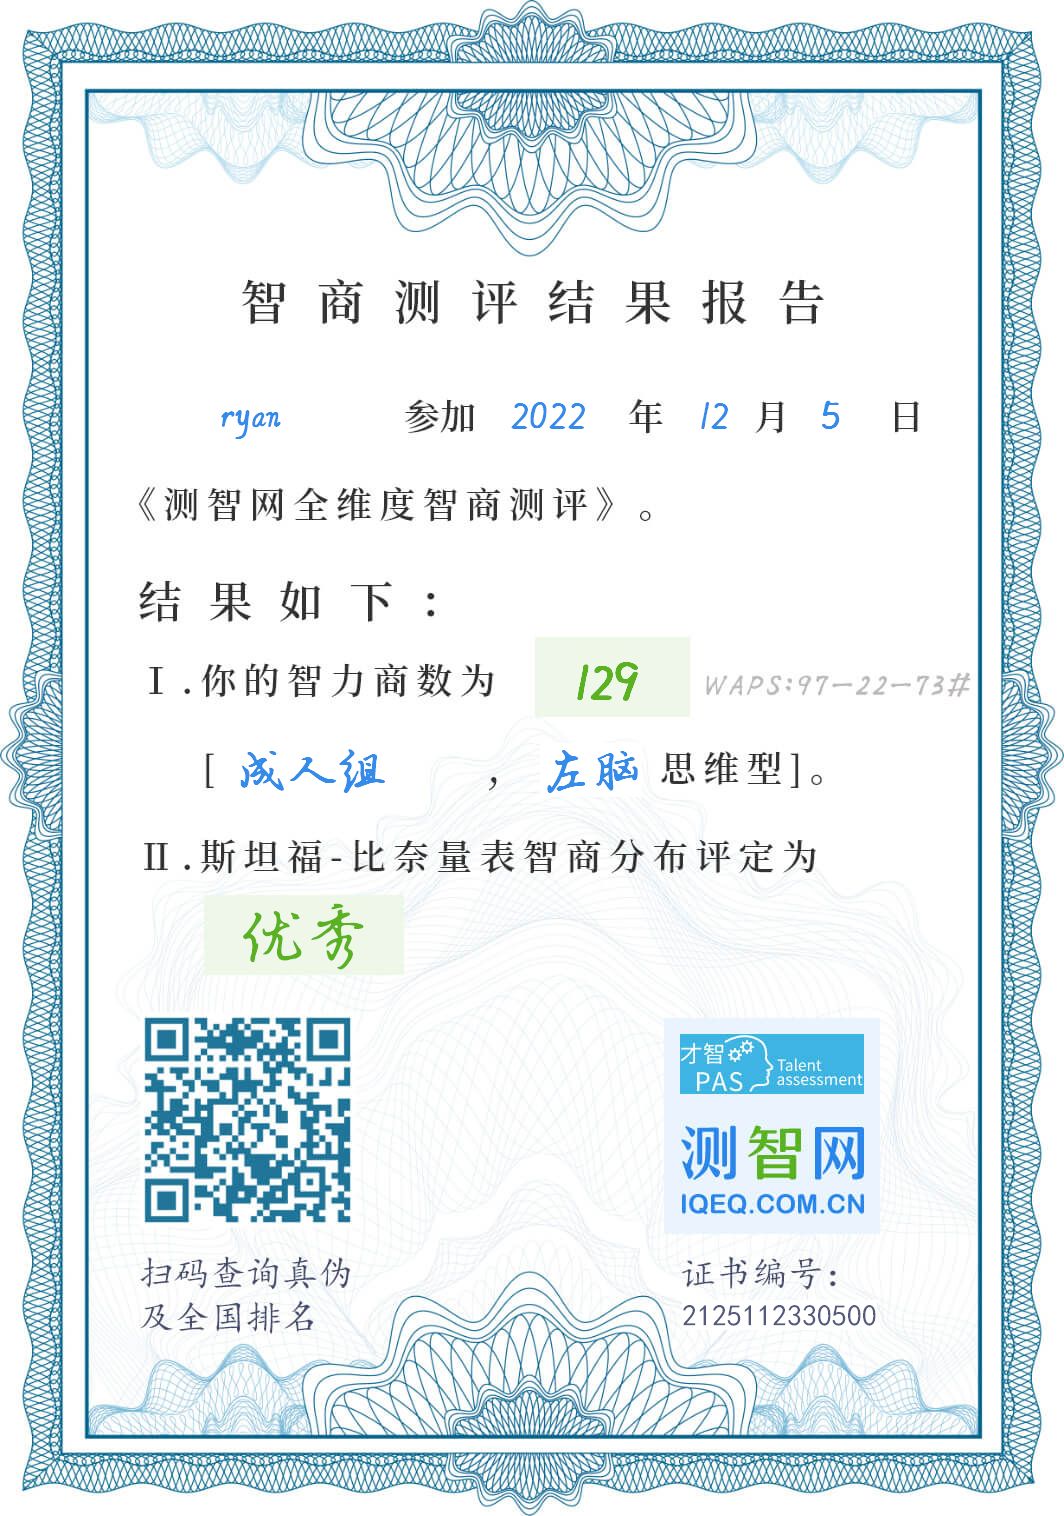 智商测评结果报告
ryan 参加 2022 年 12 月 5 日
《测智网全维度智商测评》。
结果如下：
Ⅰ.你的智力商数为 129 WAPS:97-22-73#
[ 成人组 ， 左脑 思维型]。
Ⅱ.斯坦福-比奈量表智商分布评定为
优秀
才智
PAS
Talent
assessment
测智网
IQEQ.COM.CN
扫码查询真伪
及全国排名
证书编号：
2125112330500